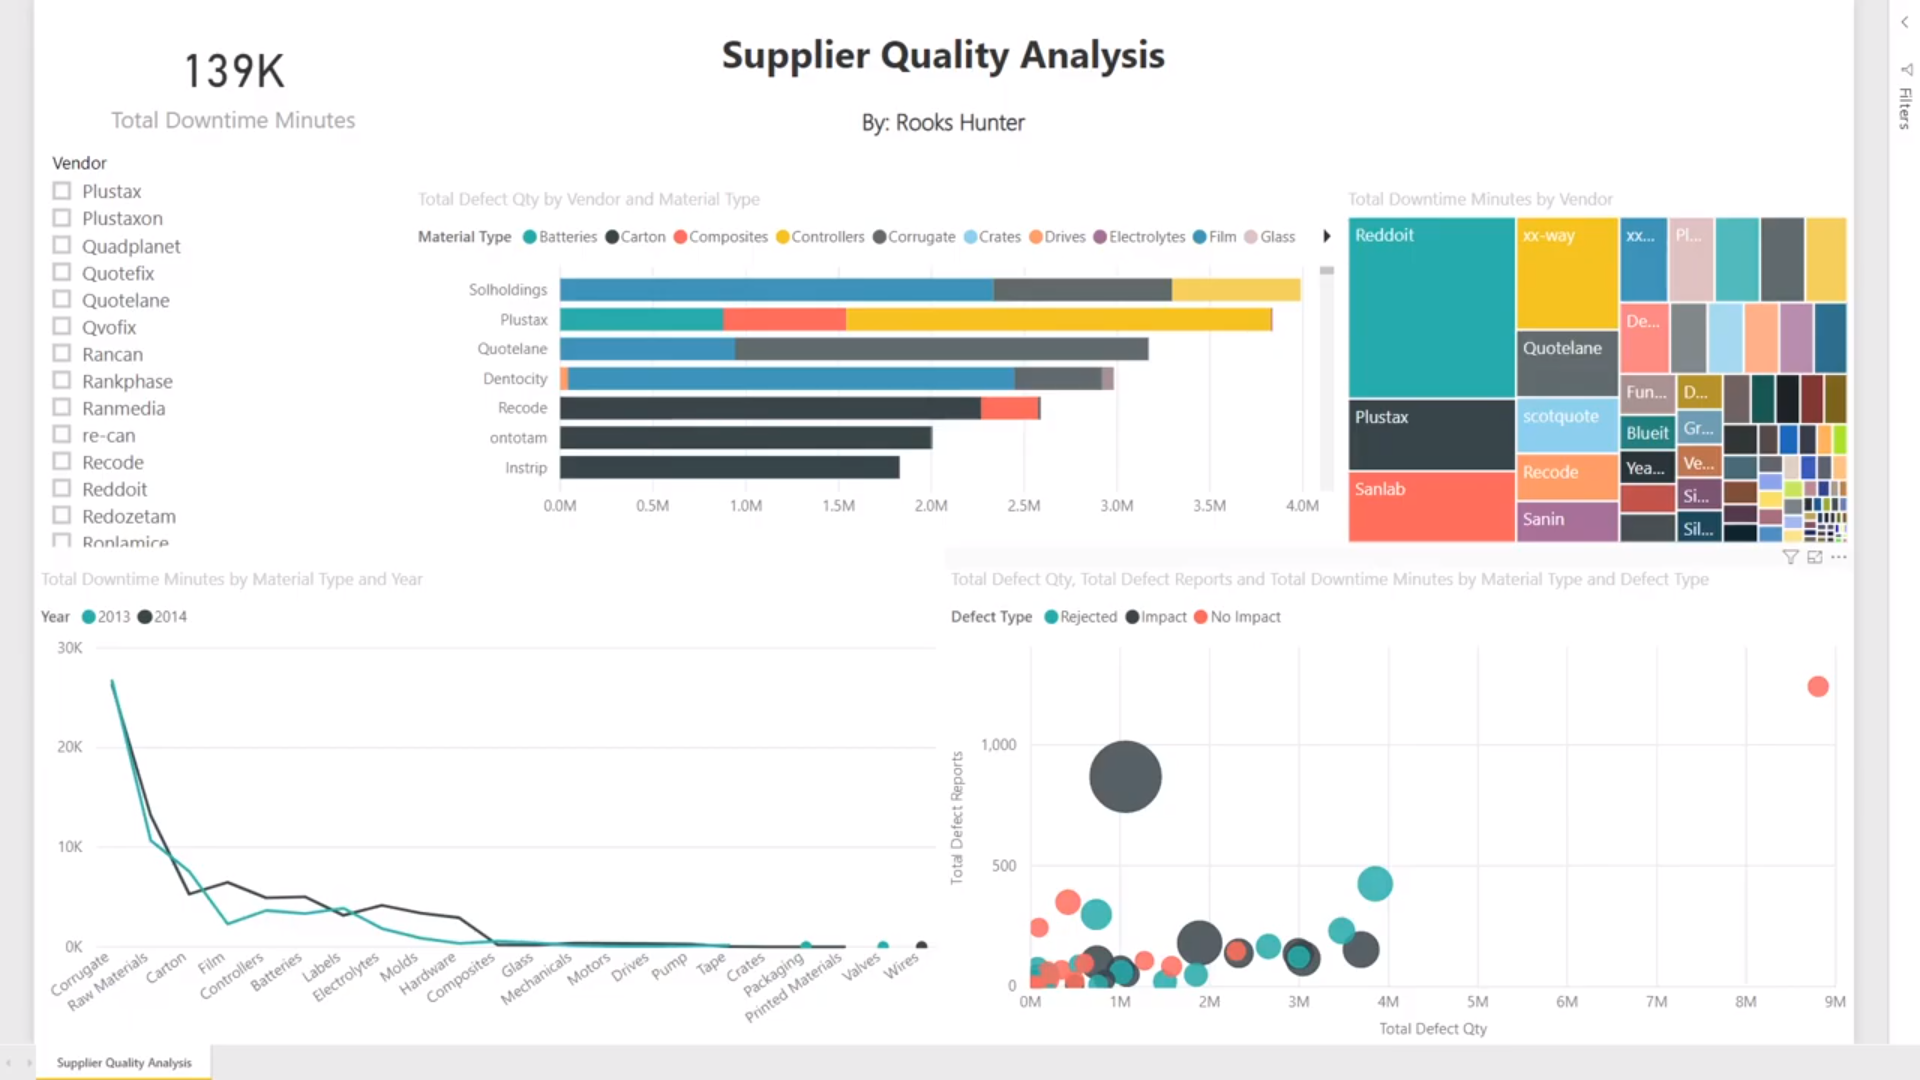 139K
Total Downtime Minutes
Supplier Quality Analysis
By: Rooks Hunter
Filters
Vendor
Plustax
Plustaxon
Quadplanet
Quotefix
Quotelane
Qvofix
Rancan
Rankphase
Ranmedia
re-can
Recode
Reddoit
Redozetam
Ronlamice
Total Defect Qty by Vendor and Material Type
Material Type Batteries Carton Composites Controllers Corrugate Crates Drives Electrolytes Film Glass
Solholdings
Plustax
Quotelane
Dentocity
Recode
ontotam
Instrip
0.0M 0.5M 1.0M 1.5M 2.0M 2.5M 3.0M 3.5M 4.0M
Total Downtime Minutes by Vendor
Reddoit
Plustax
Sanlab
xx-way
Quotelane
scotquote
Recode
Sanin
xx...
Pl...
De...
Fun...
D...
Blueit
Gr...
Yea...
Ve...
Si...
Sil...
Total Downtime Minutes by Material Type and Year
Year 2013 2014
30K
20K
10K
0K
Corrugate
Raw Materials
Carton
Film
Controllers
Batteries
Labels
Electrolytes
Molds
Hardware
Composites
Glass
Mechanicals
Motors
Drives
Pump
Tape
Crates
Packaging
Printed Materials
Valves
Wires
Total Defect Qty, Total Defect Reports and Total Downtime Minutes by Material Type and Defect Type
Defect Type Rejected Impact No Impact
Total Defect Reports
1,000
500
0
0M 1M 2M 3M 4M 5M 6M 7M 8M 9M
Total Defect Qty
Supplier Quality Analysis